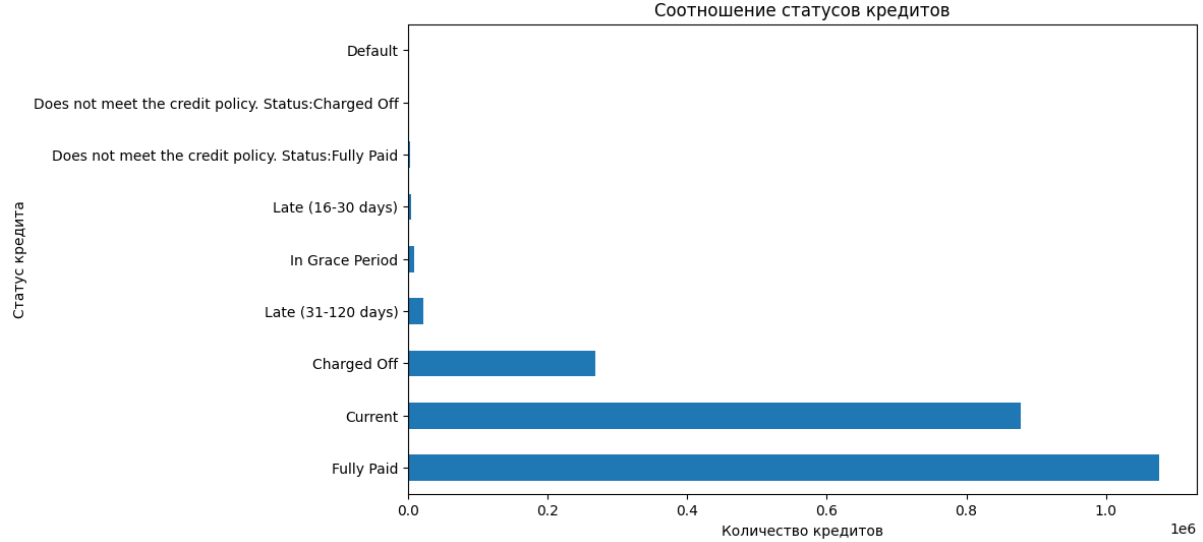 Соотношение статусов кредитов
Default
Does not meet the credit policy. Status:Charged Off
Does not meet the credit policy. Status:Fully Paid
Late (16-30 days)
In Grace Period
Late (31-120 days)
Charged Off
Current
Fully Paid
Статус кредита
0.0 0.2 0.4 0.6 0.8 1.0
1e6
Количество кредитов